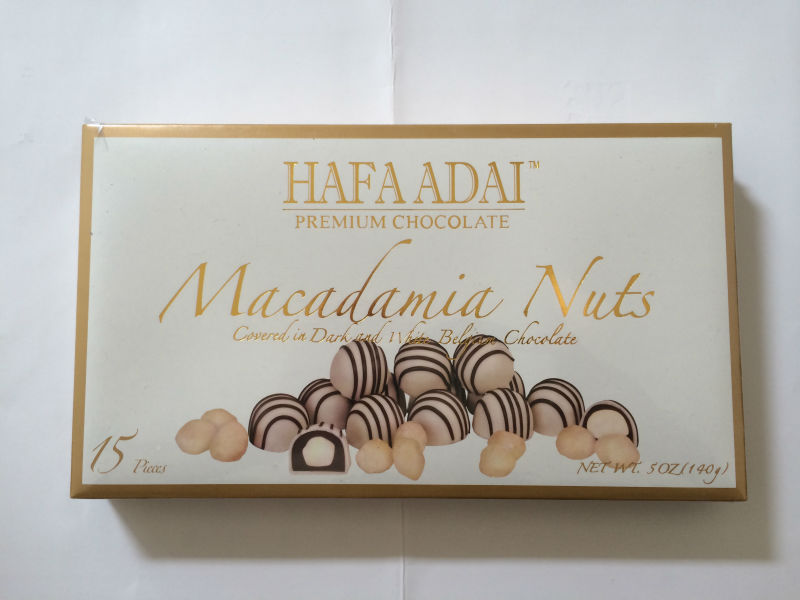 HAFA ADAI™
PREMIUM CHOCOLATE
Macadamia Nuts
Covered in Dark and White Belgian Chocolate
15 Pieces
NET WT. 5OZ(140g)